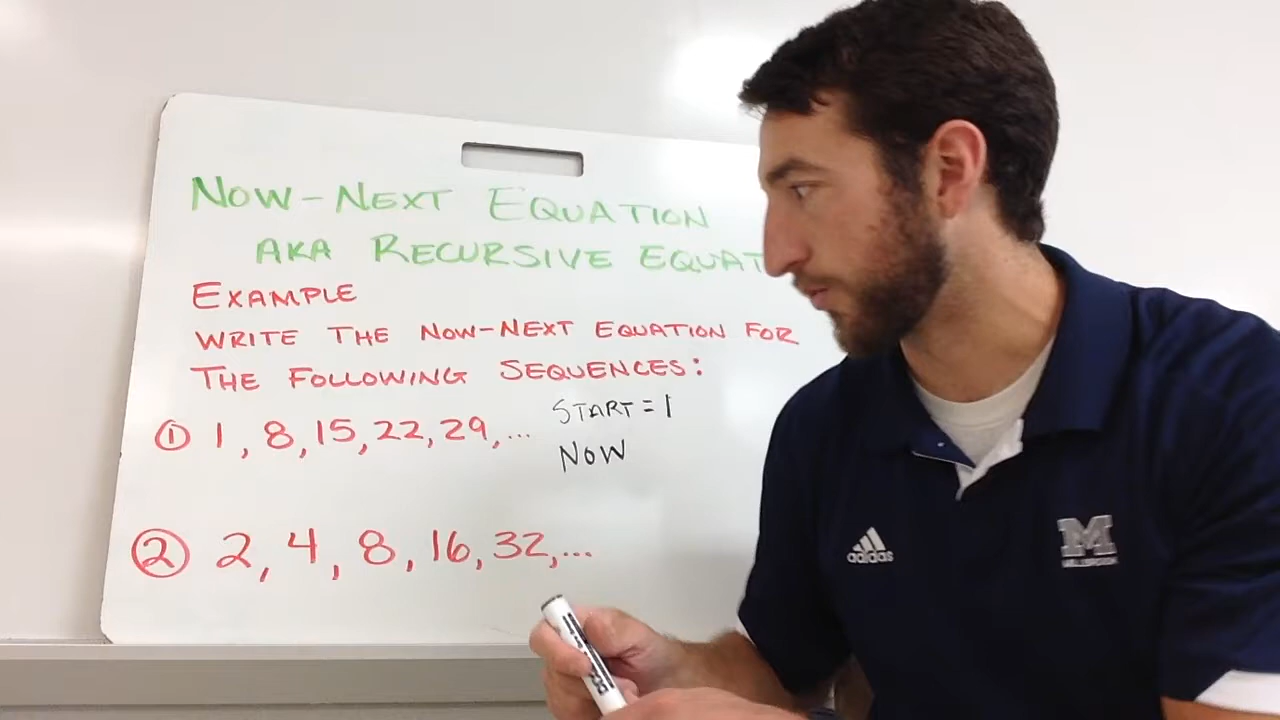 NOW-NEXT EQUATION
AKA RECURSIVE EQUAT
EXAMPLE
WRITE THE NOW-NEXT EQUATION FOR
THE FOLLOWING SEQUENCES:
① 1, 8, 15, 22, 29, ...
START = 1
NOW
② 2, 4, 8, 16, 32, ...
adidas
M